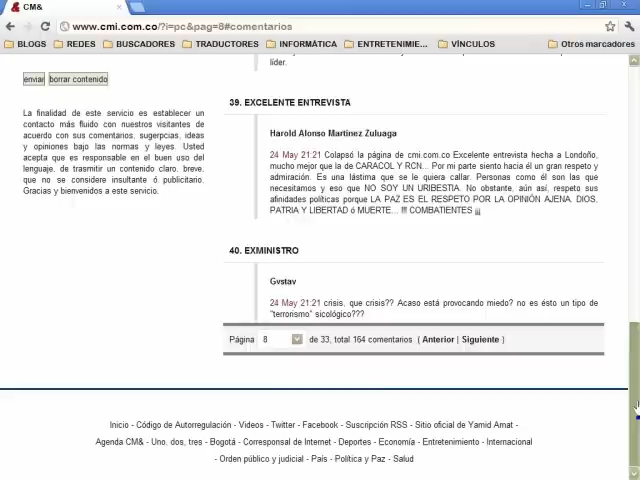 CM&
www.cmi.com.co/?i=pc&pag=8#comentarios
BLOGS REDES BUSCADORES TRADUCTORES INFORMÁTICA ENTRETENIMIE... VÍNCULOS Otros marcadores
líder.
enviar borrar contenido
39. EXCELENTE ENTREVISTA
La finalidad de este servicio es establecer un
contacto más fluido con nuestros visitantes de
acuerdo con sus comentarios, sugerpcias, ideas
y opiniones bajo las normas y leyes. Usted
acepta que es responsable en el buen uso del
lenguaje, de trasmitir un contenido claro, breve,
que no se considere insultante ó publicitario.
Gracias y bienvenidos a este servicio.
Harold Alonso Martinez Zuluaga
24 May 21:21 Colapsó la página de cmi.com.co Excelente entrevista hecha a Londoño,
mucho mejor que la de CARACOL Y RCN... Por mi parte siento hacia él un gran respeto y
admiración. Es una lástima que se le quiera callar. Personas como él son las que
necesitamos y eso que NO SOY UN URIBESTIA. No obstante, aún así, respeto sus
afinidades políticas porque LA PAZ ES EL RESPETO POR LA OPINIÓN AJENA. DIOS,
PATRIA Y LIBERTAD ó MUERTE... !!! COMBATIENTES ¡¡¡
40. EXMINISTRO
Gvstav
24 May 21:21 crisis, que crisis?? Acaso está provocando miedo? no es ésto un tipo de
"terrorismo" sicológico???
Página 8 de 33, total 164 comentarios ( Anterior | Siguiente )
Inicio - Código de Autorregulación - Videos - Twitter - Facebook - Suscripción RSS - Sitio oficial de Yamid Amat -
Agenda CM& - Uno, dos, tres - Bogotá - Corresponsal de Internet - Deportes - Economía - Entretenimiento - Internacional
- Orden público y judicial - País - Política y Paz - Salud